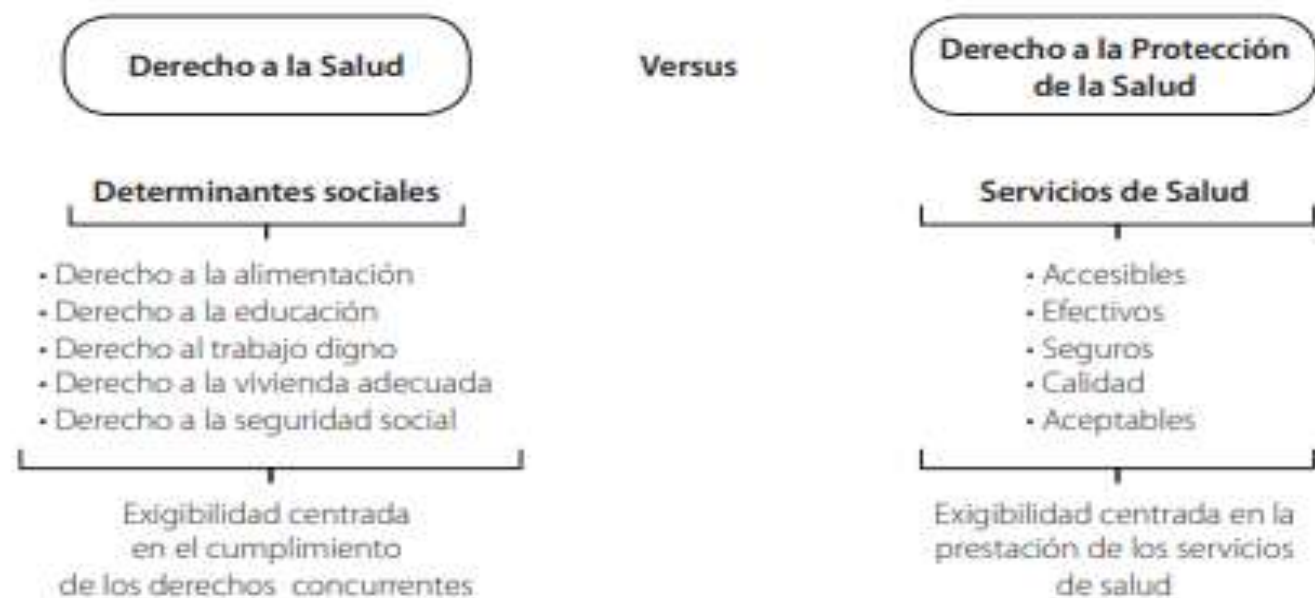 Derecho a la Salud
Versus
Derecho a la Protección
de la Salud
Determinantes sociales
• Derecho a la alimentación
• Derecho a la educación
• Derecho al trabajo digno
• Derecho a la vivienda adecuada
• Derecho a la seguridad social
Exigibilidad centrada
en el cumplimiento
de los derechos concurrentes
Servicios de Salud
• Accesibles
• Efectivos
• Seguros
• Calidad
• Aceptables
Exigibilidad centrada en la
prestación de los servicios
de salud